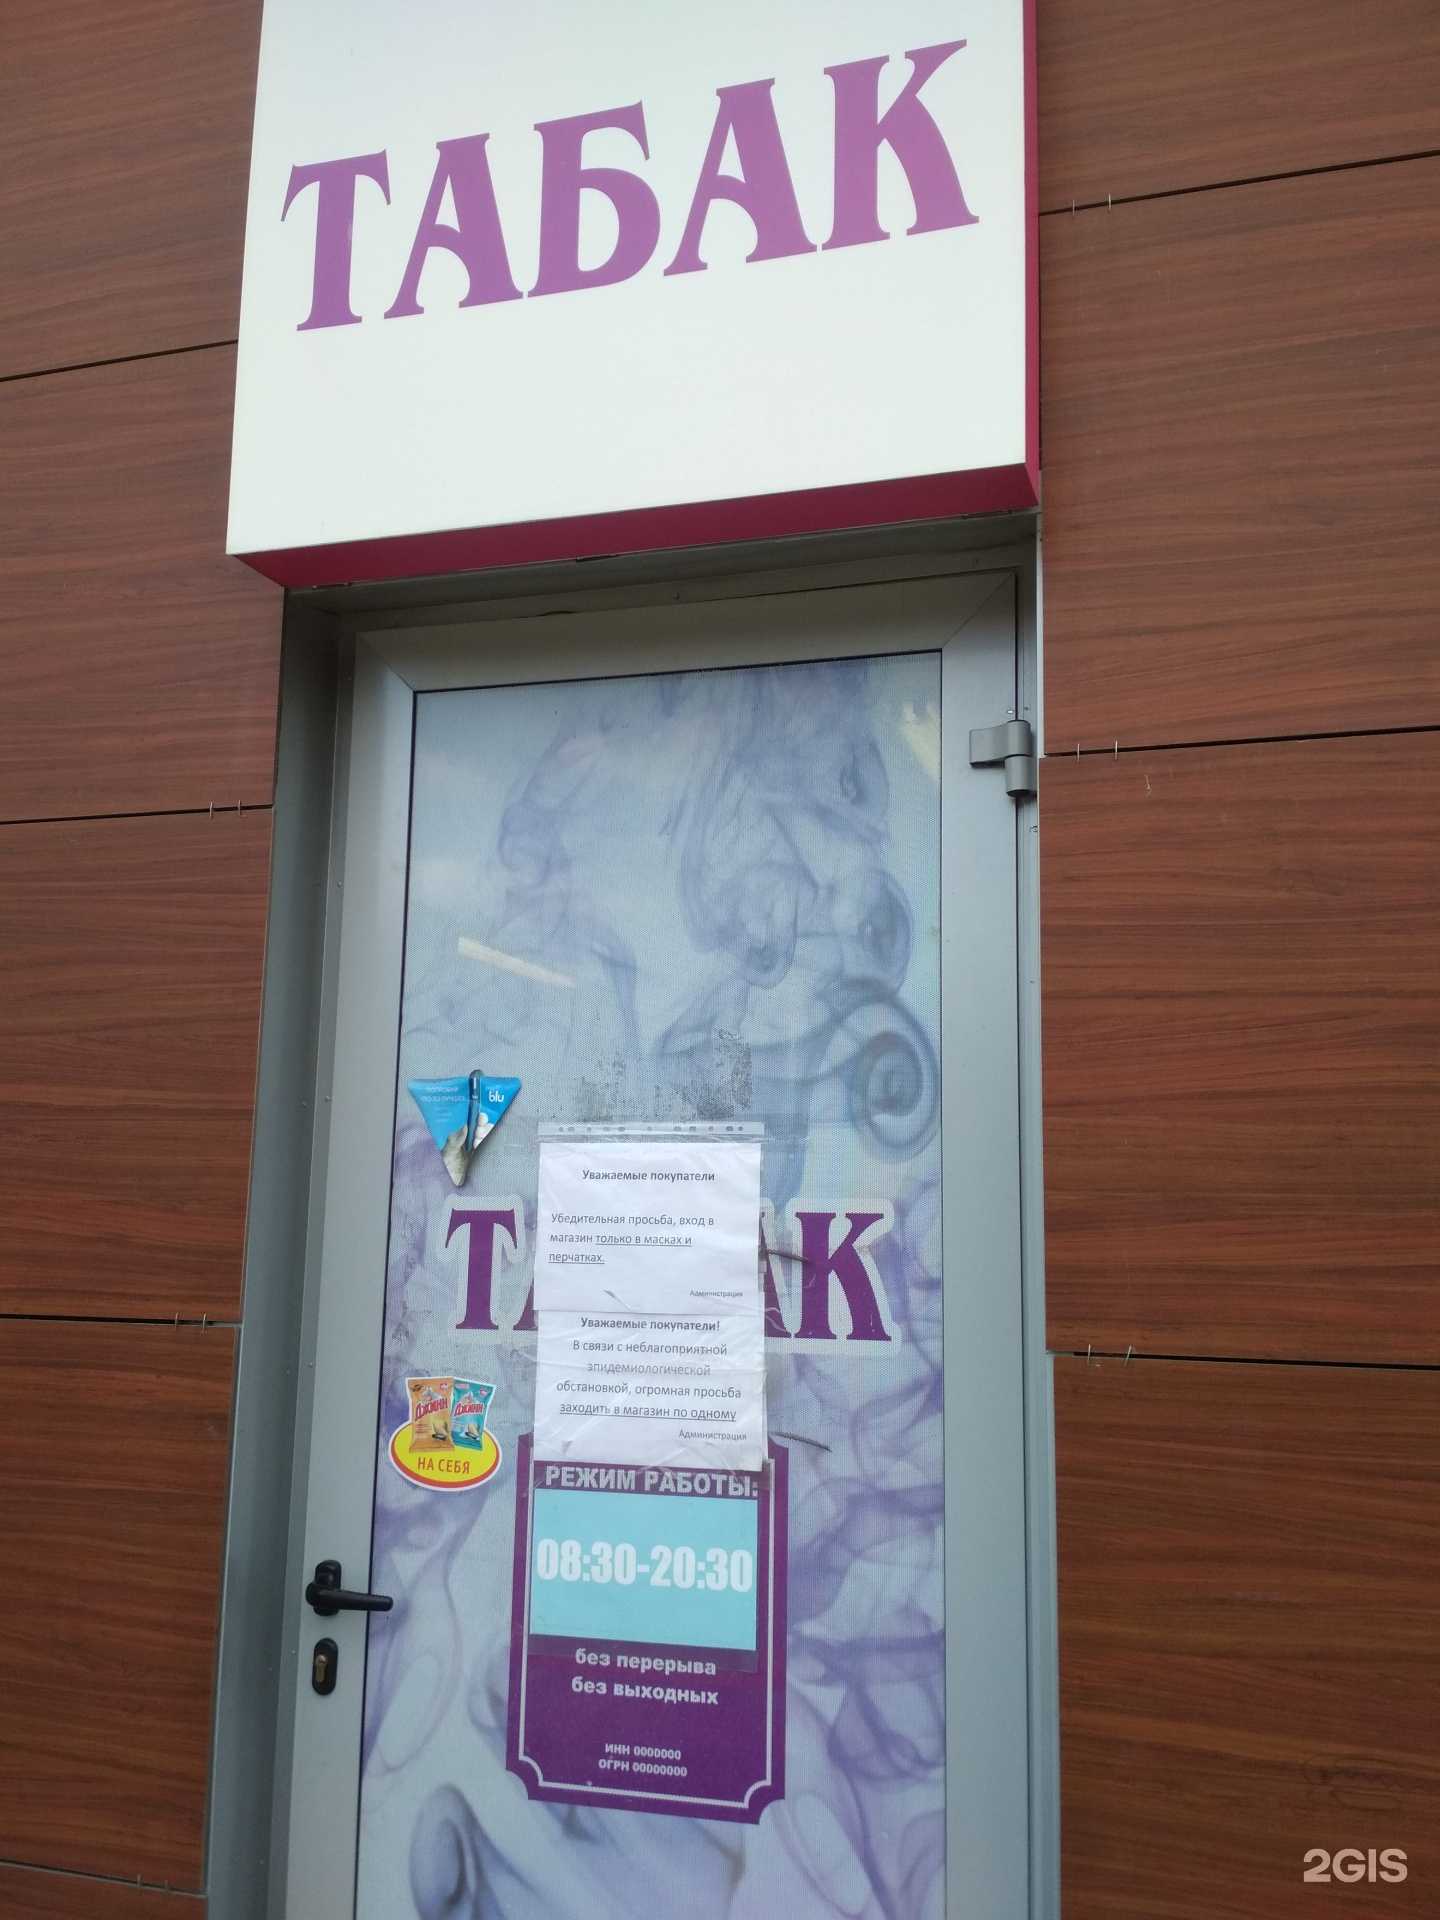 ТАБАК
blu
Уважаемые покупатели
Убедительная просьба, вход в
магазин только в масках и
перчатках.
Администрация
ТА АК
Уважаемые покупатели!
В связи с неблагоприятной
эпидемиологической
обстановкой, огромная просьба
заходить в магазин по одному
Администрация
ДЖИНН ДЖИНН
НА СЕБЯ
РЕЖИМ РАБОТЫ:
08:30-20:30
без перерыва
без выходных
ИНН 0000000
ОГРН 00000000
2GIS